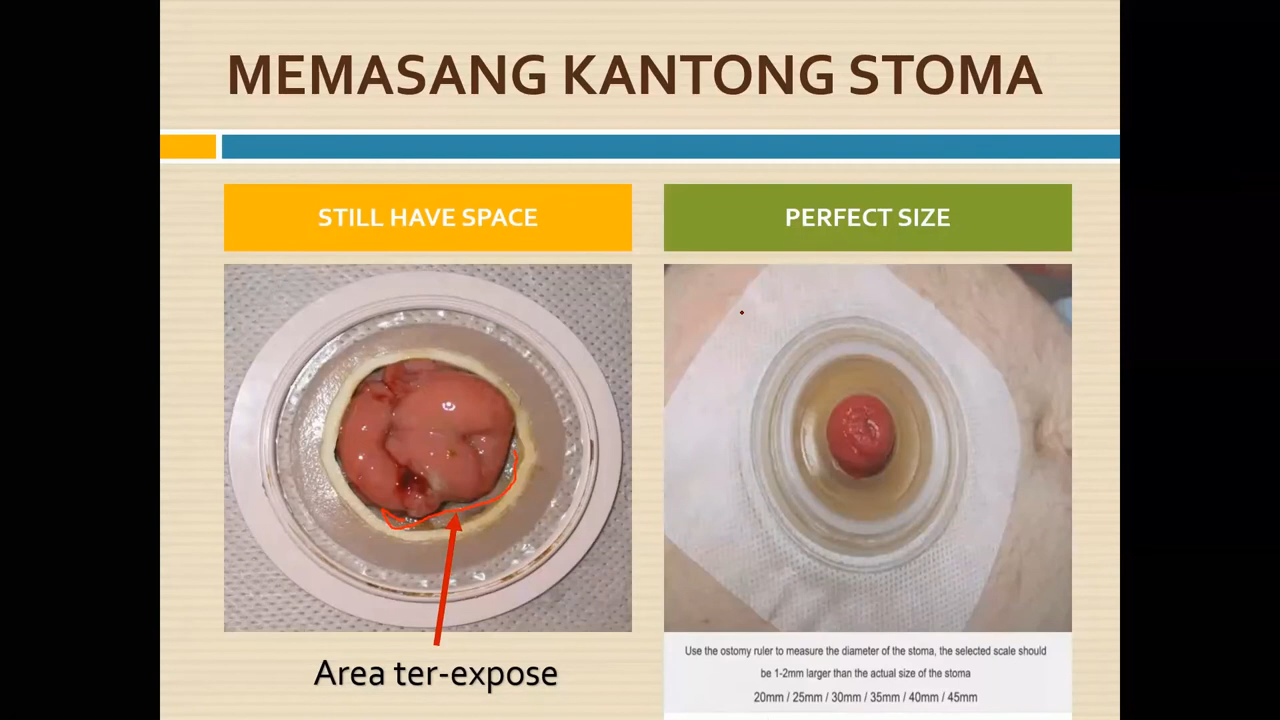 MEMASANG KANTONG STOMA
STILL HAVE SPACE
PERFECT SIZE
Area ter-expose
Use the ostomy ruler to measure the diameter of the stoma, the selected scale should
be 1-2mm larger than the actual size of the stoma
20mm / 25mm / 30mm / 35mm / 40mm / 45mm